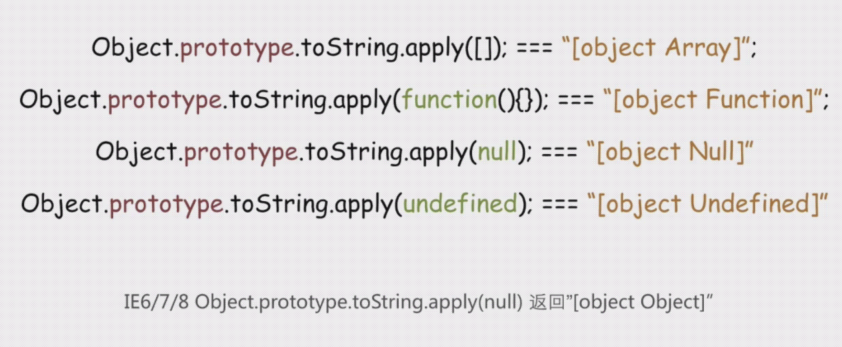 Object.prototype.toString.apply([]); === “[object Array]”;
Object.prototype.toString.apply(function(){}); === “[object Function]”;
Object.prototype.toString.apply(null); === “[object Null]”
Object.prototype.toString.apply(undefined); === “[object Undefined]”
IE6/7/8 Object.prototype.toString.apply(null) 返回”[object Object]”